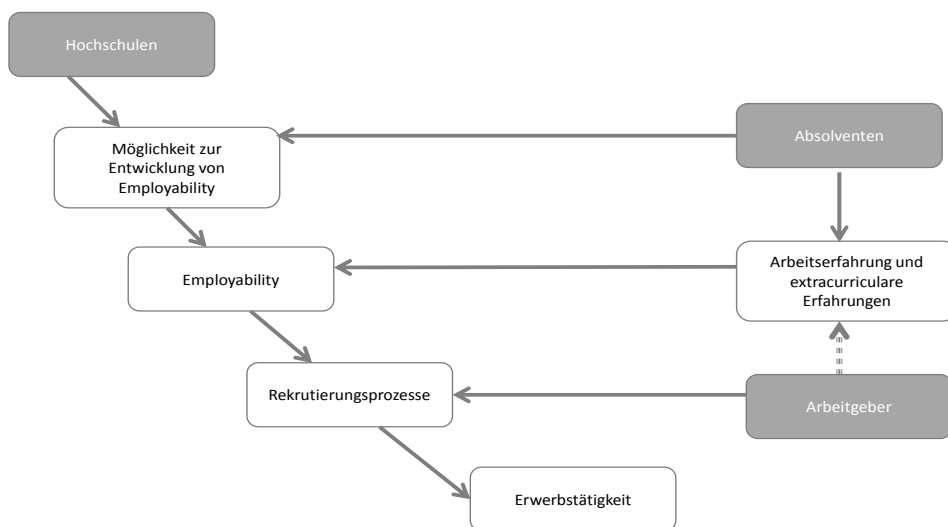 Hochschulen
Absolventen
Möglichkeit zur
Entwicklung von
Employability
Employability
Arbeitserfahrung und
extracurriculare
Erfahrungen
Rekrutierungsprozesse
Arbeitgeber
Erwerbstätigkeit